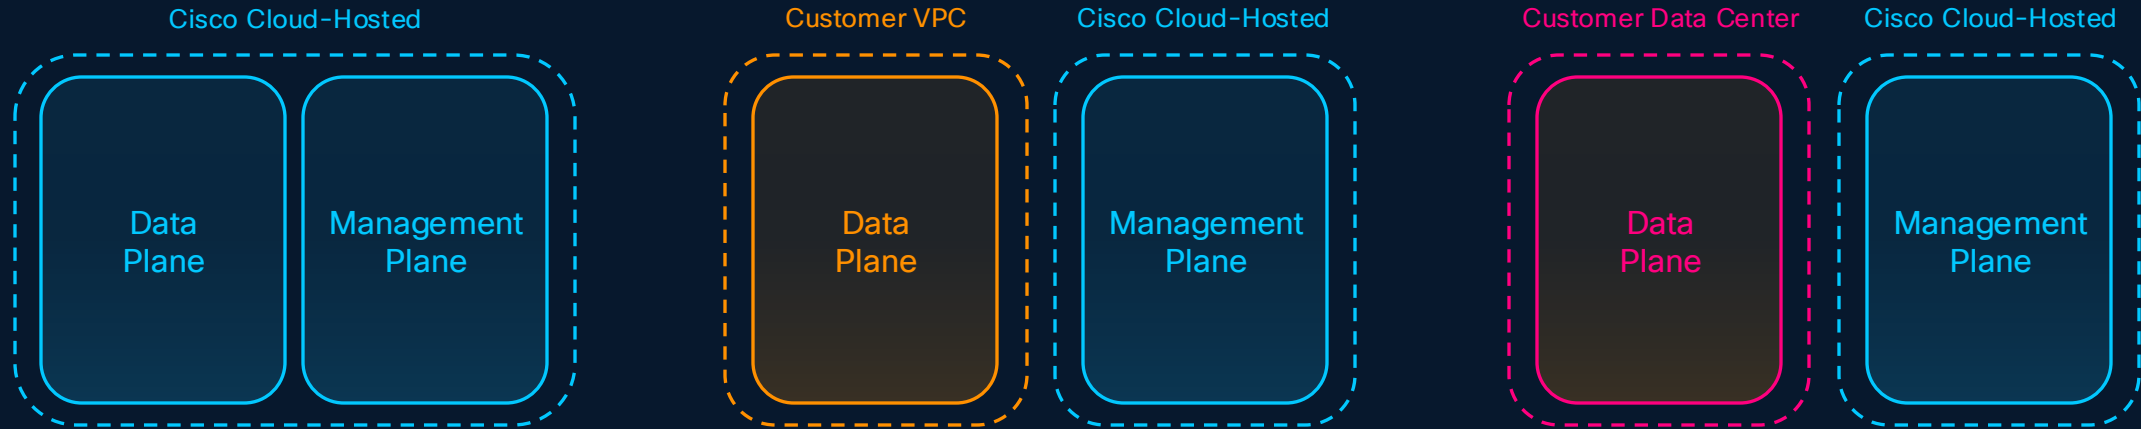 Cisco Cloud-Hosted
Data
Plane
Management
Plane
Customer VPC
Data
Plane
Cisco Cloud-Hosted
Management
Plane
Customer Data Center
Data
Plane
Cisco Cloud-Hosted
Management
Plane